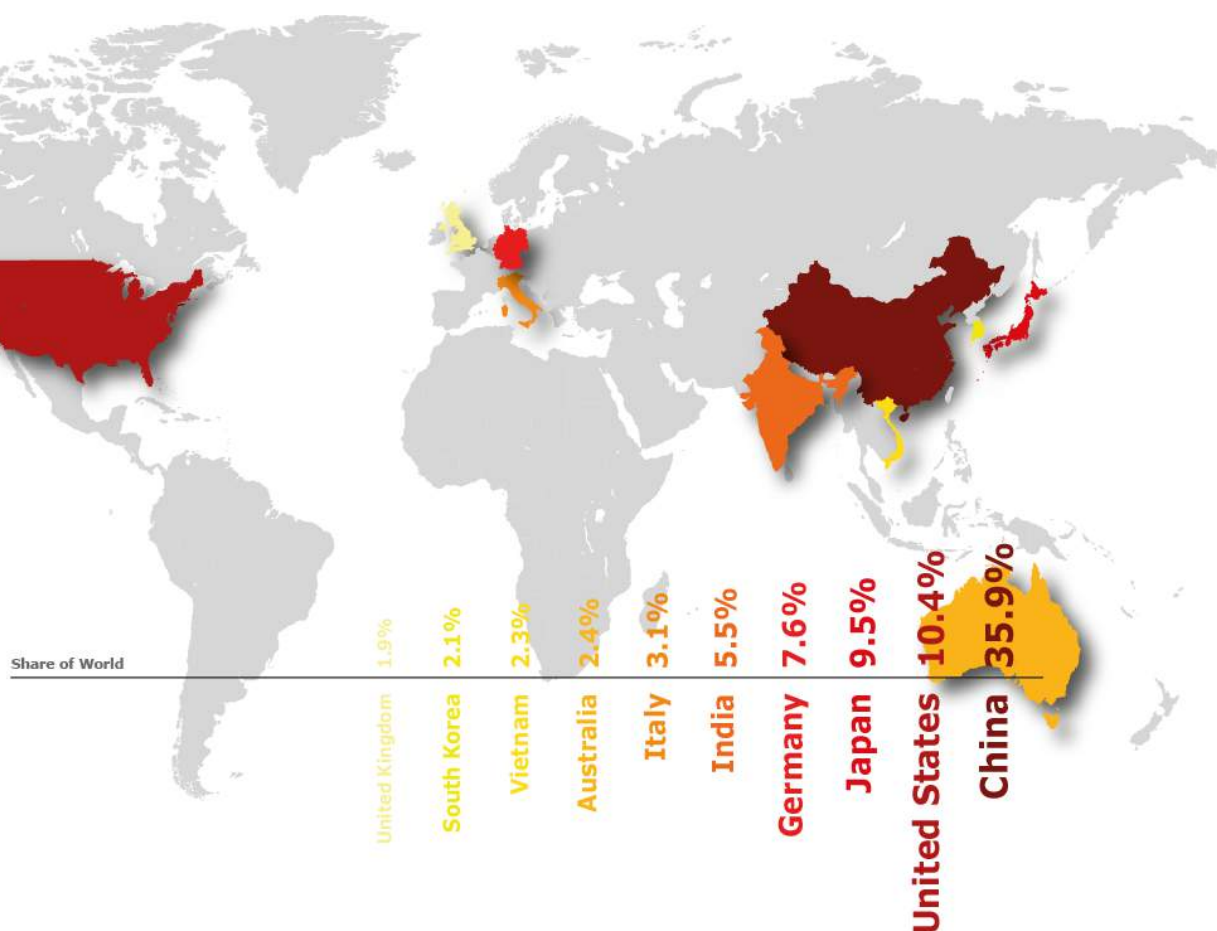 Share of World
United Kingdom 1.9%
South Korea 2.1%
Vietnam 2.3%
Australia 2.4%
Italy 3.1%
India 5.5%
Germany 7.6%
Japan 9.5%
United States 10.4%
China 35.9%